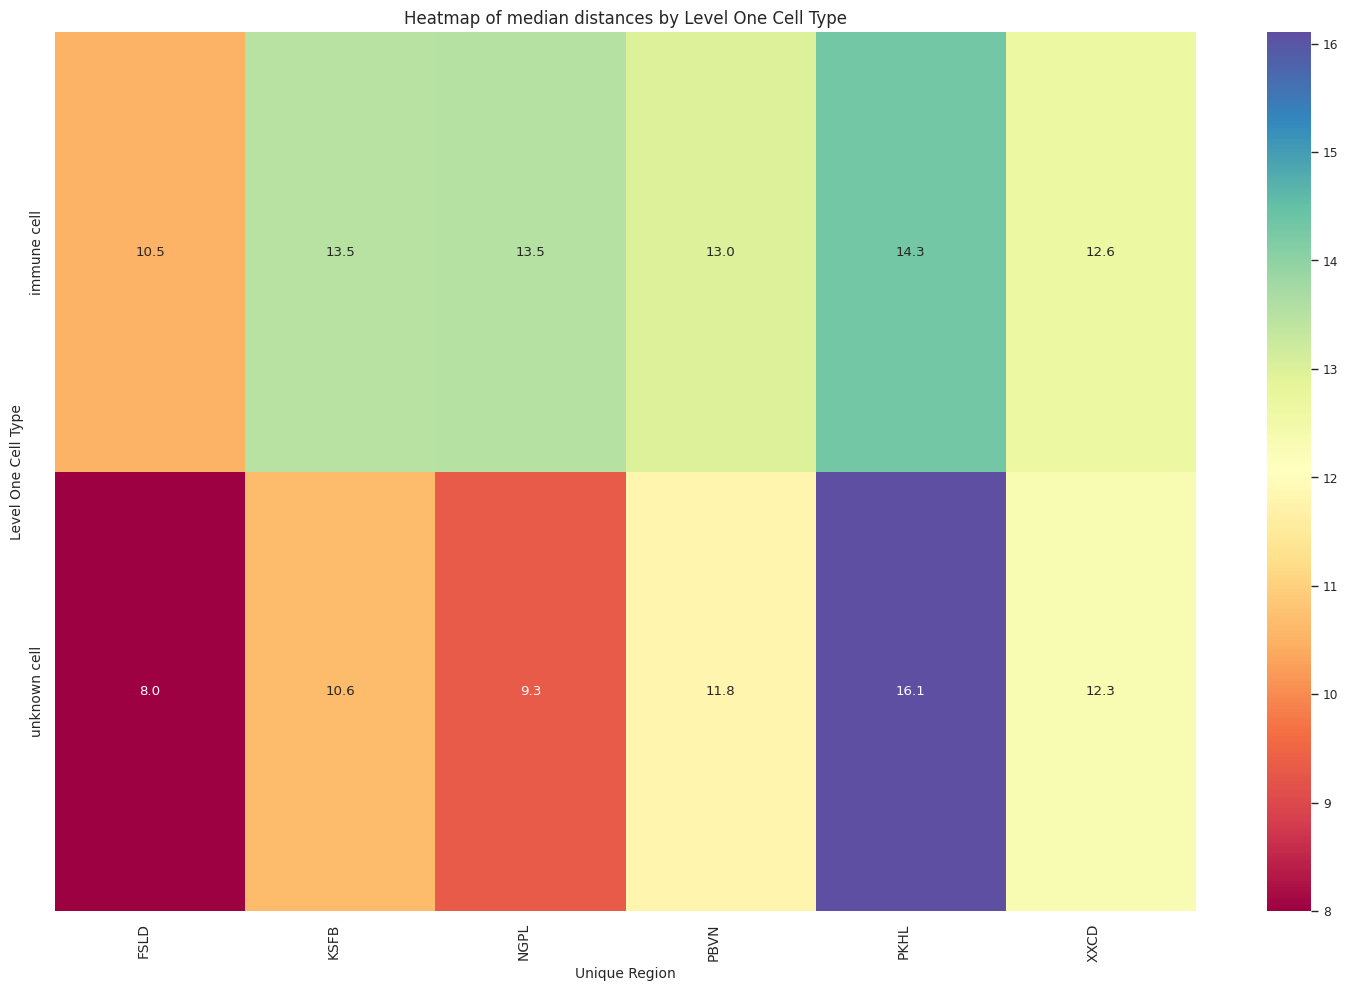 Heatmap of median distances by Level One Cell Type
Level One Cell Type
immune cell
10.5 13.5 13.5 13.0 14.3 12.6
unknown cell
8.0 10.6 9.3 11.8 16.1 12.3
FSLD KSFB NGPL PBVN PKHL XXCD
Unique Region
16
15
14
13
12
11
10
9
8